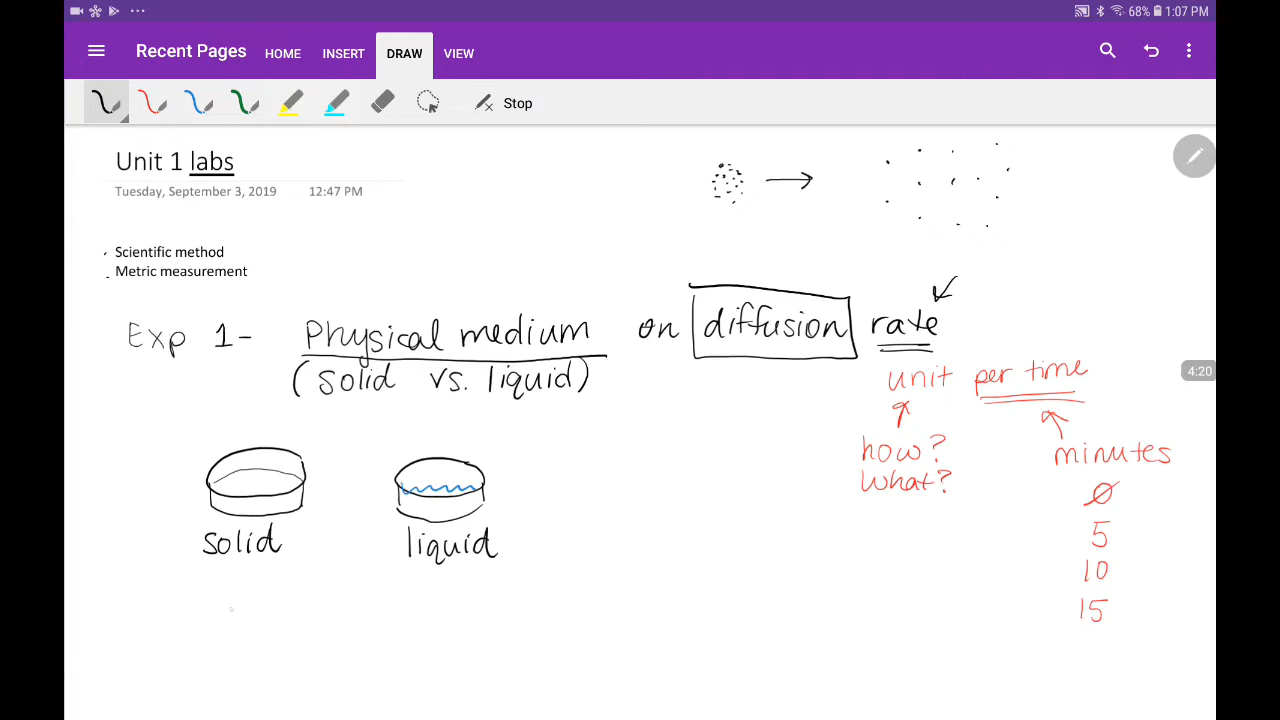 68% 1:07 PM
Recent Pages HOME INSERT DRAW VIEW
Stop
Unit 1 labs
Tuesday, September 3, 2019 12:47 PM
Scientific method
Metric measurement
Exp 1- Physical medium on diffusion rate
(solid vs. liquid)
unit per time
4:20
how?
what?
minutes
0
5
10
15
solid liquid